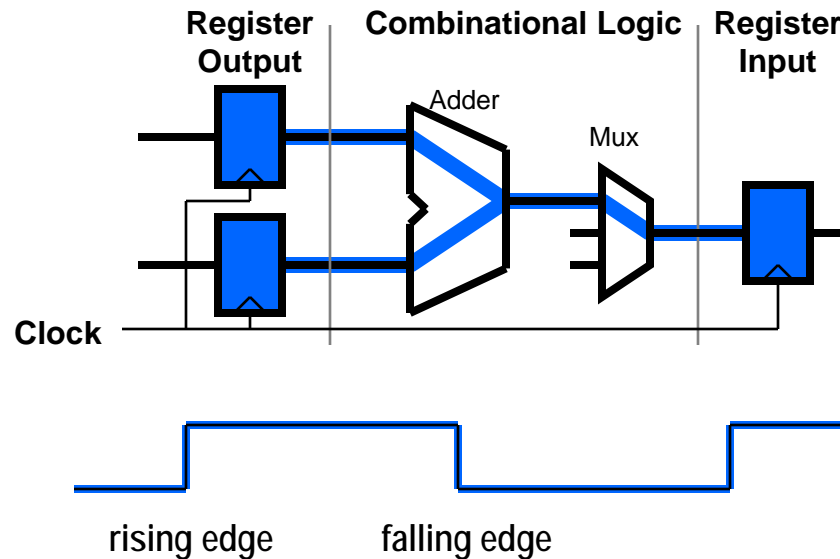 Register
Output
Combinational Logic
Register
Input
Adder
Mux
Clock
rising edge
falling edge